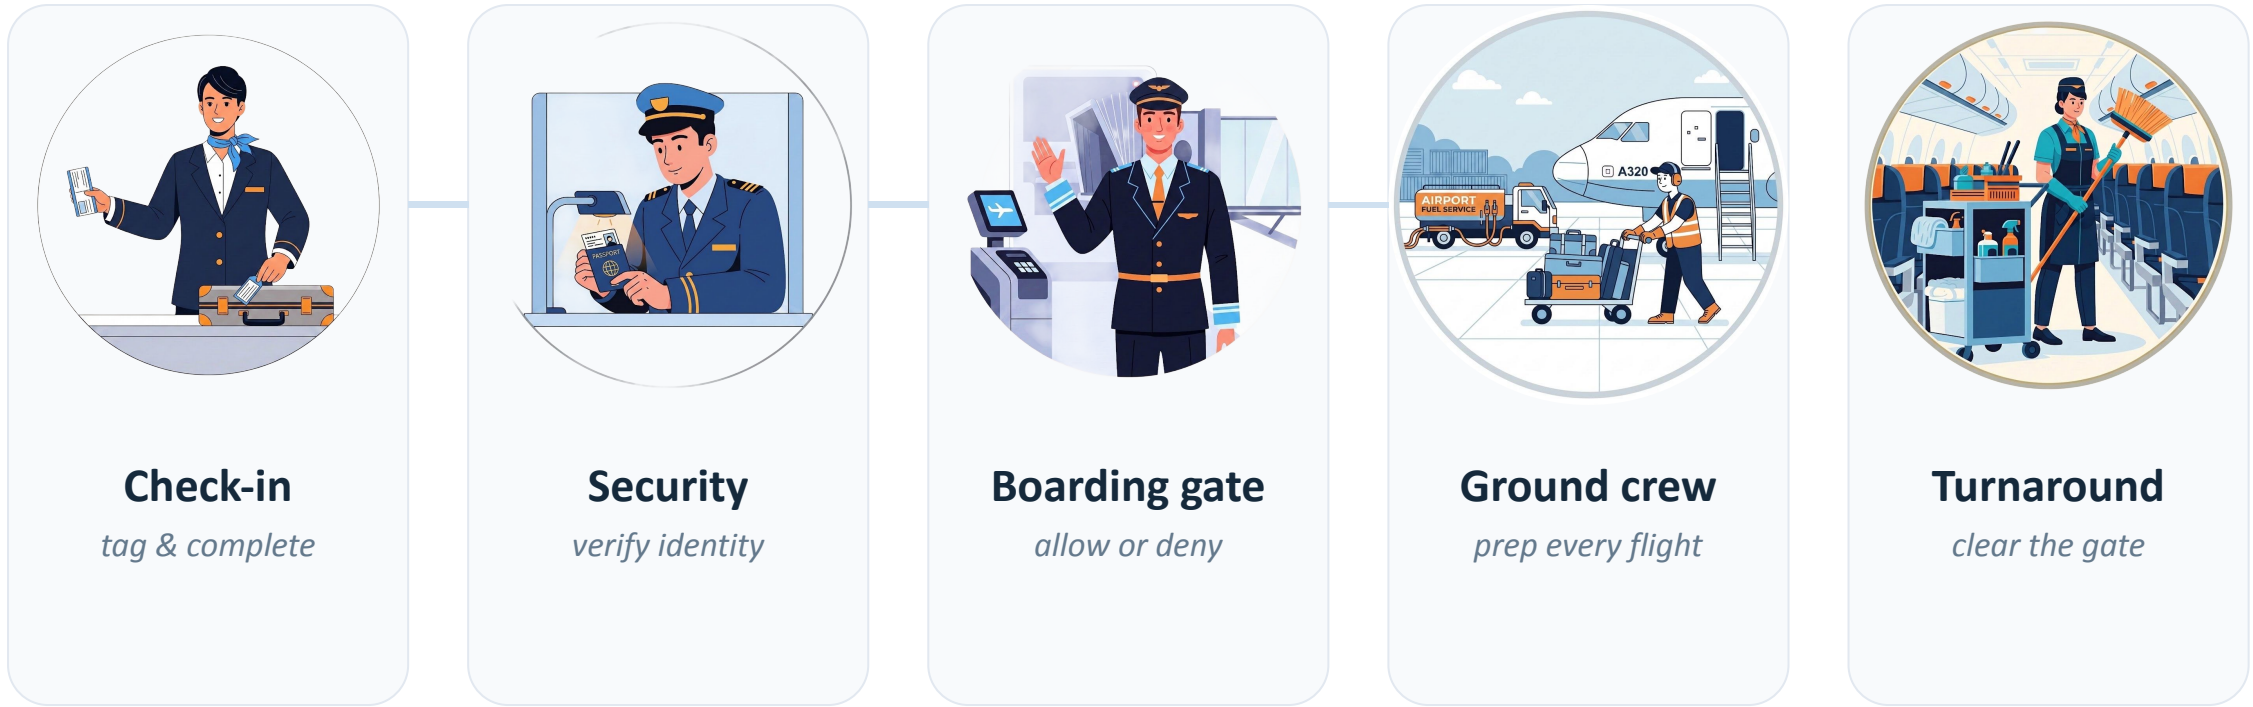 Check-in
tag & complete
PASSPORT
Security
verify identity
Boarding gate
allow or deny
A320
AIRPORT
FUEL SERVICE
Ground crew
prep every flight
Turnaround
clear the gate